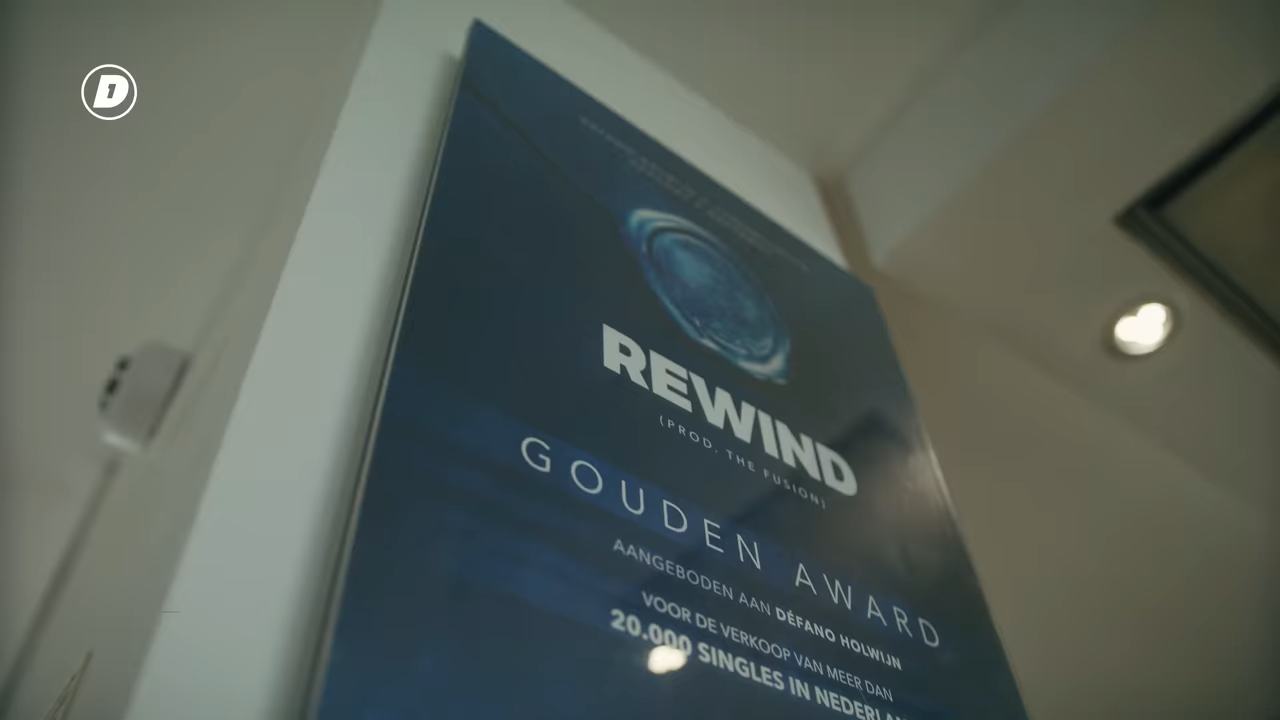 D
1
REWIND
(PROD. THE FUSION)
GOUDEN AWARD
AANGEBODEN AAN DÉFANO HOLWIJN
VOOR DE VERKOOP VAN MEER DAN
20.000 SINGLES IN